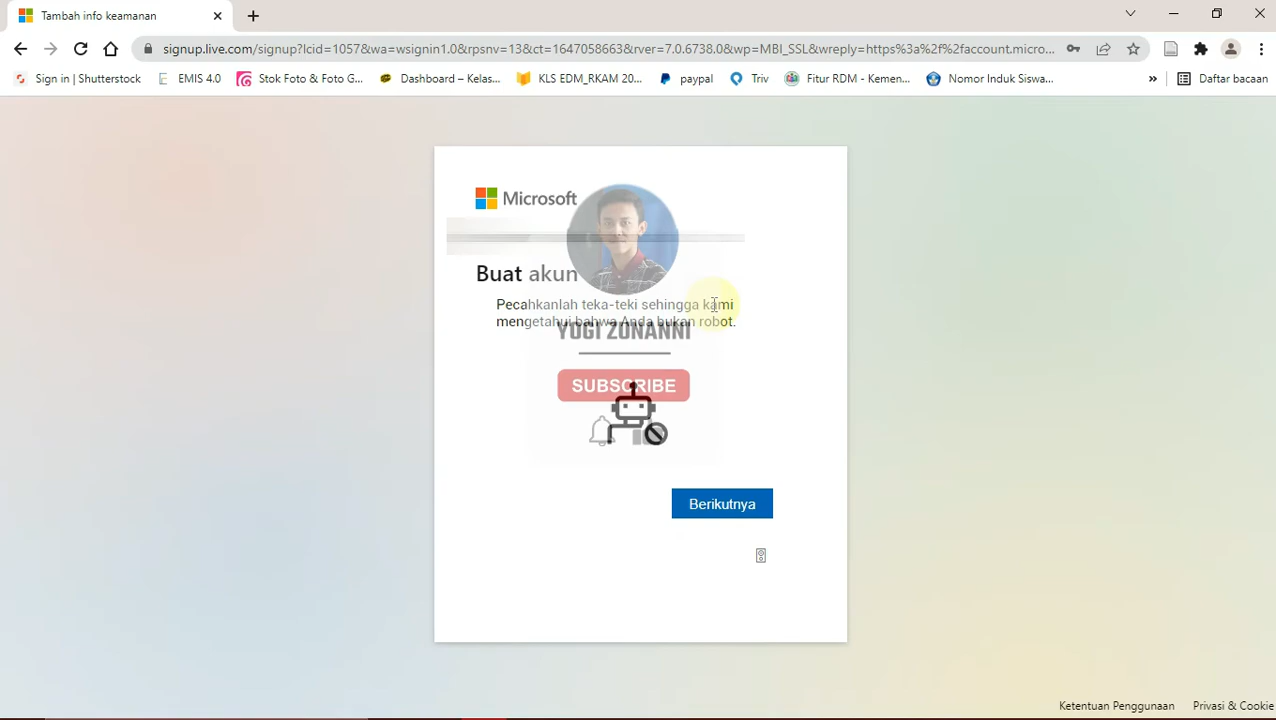 Tambah info keamanan
signup.live.com/signup?lcid=1057&wa=wsignin1.0&rpsnv=13&ct=1647058663&rver=7.0.6738.0&wp=MBI_SSL&wreply=https%3a%2f%2faccount.micro...
Sign in | Shutterstock
EMIS 4.0
Stok Foto & Foto G...
Dashboard – Kelas...
KLS EDM_RKAM 20...
paypal
Triv
Fitur RDM - Kemen...
Nomor Induk Siswa...
»
Daftar bacaan
Microsoft
Buat akun
Pecahkanlah teka-teki sehingga kami
mengetahui bahwa Anda bukan robot.
YOGI ZONANNI
SUBSCRIBE
Berikutnya
Ketentuan Penggunaan
Privasi & Cookie